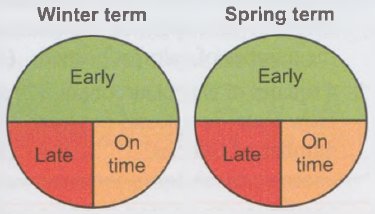 Winter term
Early
Late
On
time
Spring term
Early
Late
On
time